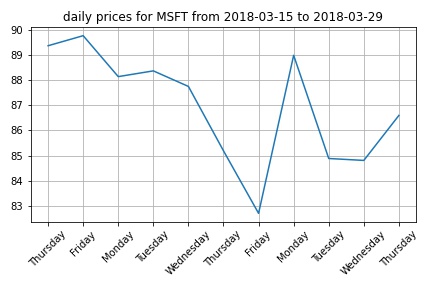 daily prices for MSFT from 2018-03-15 to 2018-03-29
90
89
88
87
86
85
84
83
Thursday
Friday
Monday
Tuesday
Wednesday
Thursday
Friday
Monday
Tuesday
Wednesday
Thursday